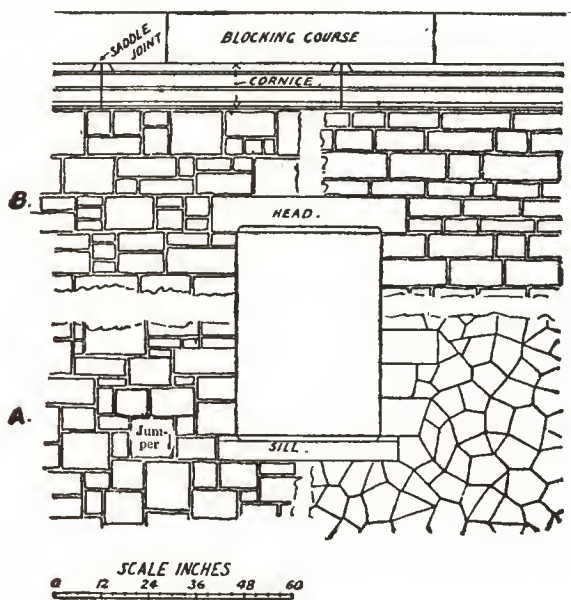 SADDLE
JOINT
BLOCKING COURSE
CORNICE.
B.
HEAD.
A.
Jum-
per
SILL.
SCALE INCHES
0 12 24 36 48 60